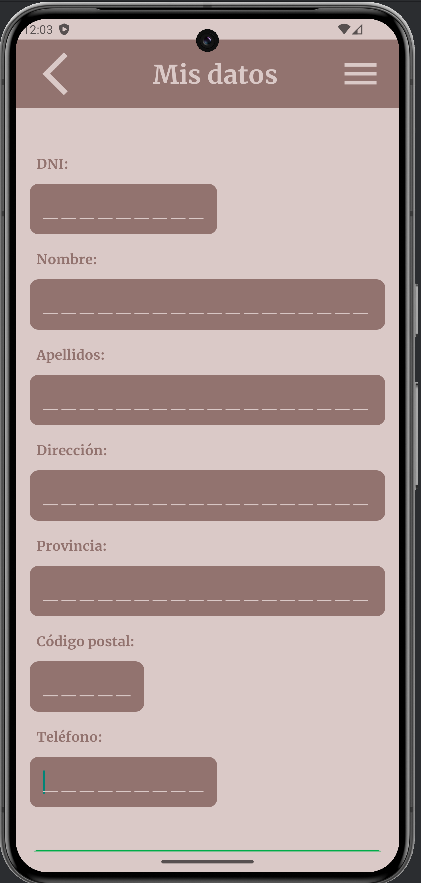 12:03
Mis datos
DNI:
_ _ _ _ _ _ _ _ _
Nombre:
_ _ _ _ _ _ _ _ _ _ _ _ _ _ _ _ _ _
Apellidos:
_ _ _ _ _ _ _ _ _ _ _ _ _ _ _ _ _ _
Dirección:
_ _ _ _ _ _ _ _ _ _ _ _ _ _ _ _ _ _
Provincia:
_ _ _ _ _ _ _ _ _ _ _ _ _ _ _ _ _ _
Código postal:
_ _ _ _ _
Teléfono:
_ _ _ _ _ _ _ _ _